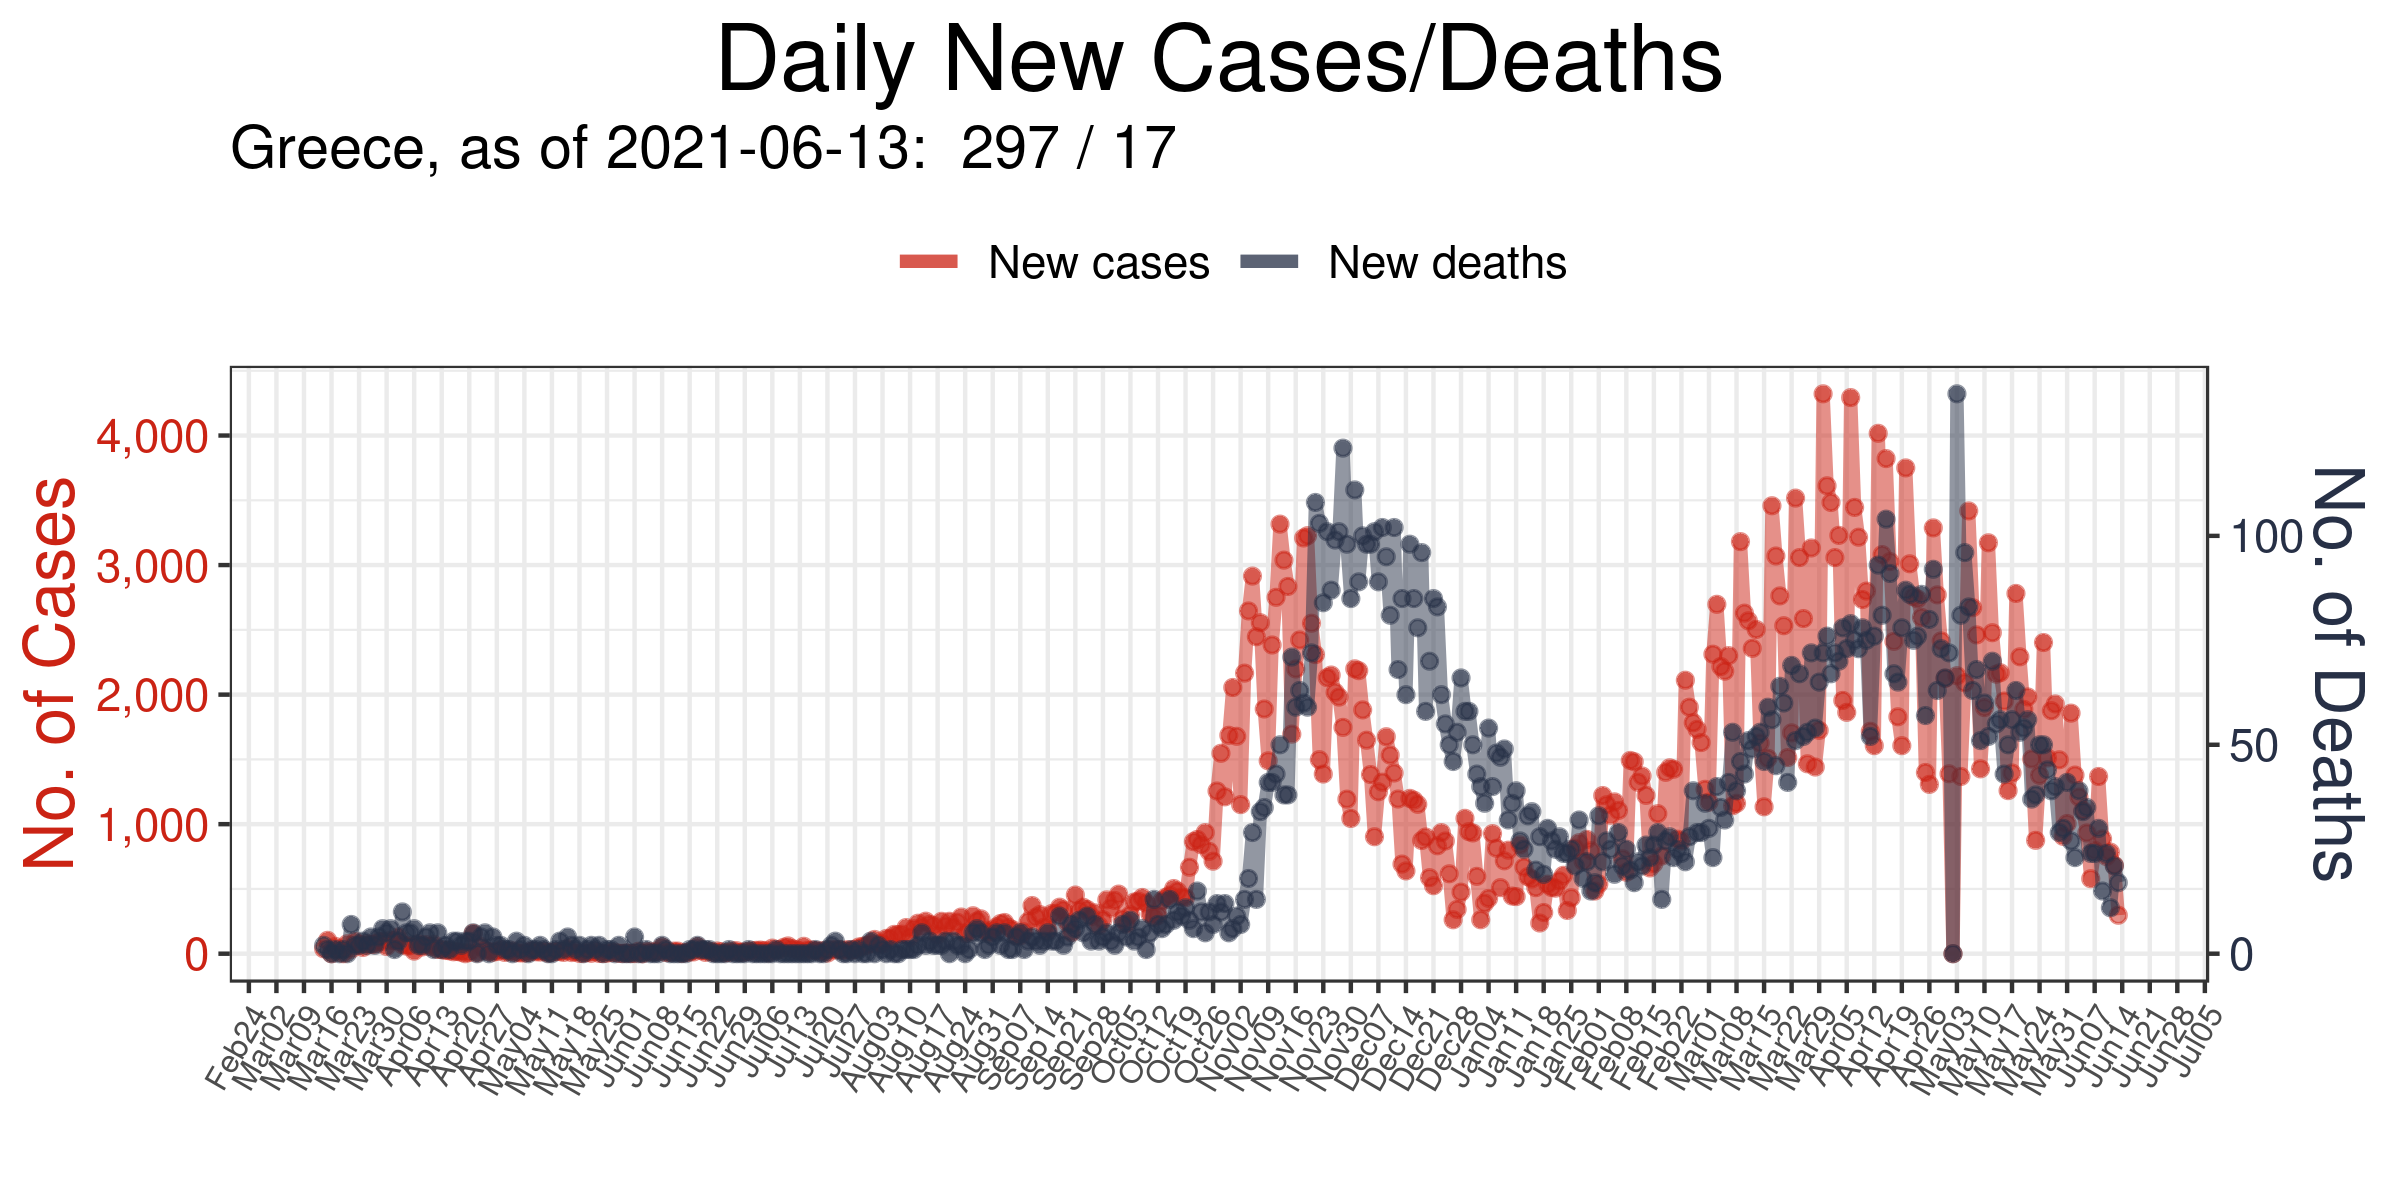 Daily New Cases/Deaths
Greece, as of 2021-06-13:  297 / 17
New cases
New deaths
No. of Cases
4,000
3,000
2,000
1,000
0
No. of Deaths
100
50
0
Feb24
Mar02
Mar09
Mar16
Mar23
Mar30
Apr06
Apr13
Apr20
Apr27
May04
May11
May18
May25
Jun01
Jun08
Jun15
Jun22
Jun29
Jul06
Jul13
Jul20
Jul27
Aug03
Aug10
Aug17
Aug24
Aug31
Sep07
Sep14
Sep21
Sep28
Oct05
Oct12
Oct19
Oct26
Nov02
Nov09
Nov16
Nov23
Nov30
Dec07
Dec14
Dec21
Dec28
Jan04
Jan11
Jan18
Jan25
Feb01
Feb08
Feb15
Feb22
Mar01
Mar08
Mar15
Mar22
Mar29
Apr05
Apr12
Apr19
Apr26
May03
May10
May17
May24
May31
Jun07
Jun14
Jun21
Jun28
Jul05